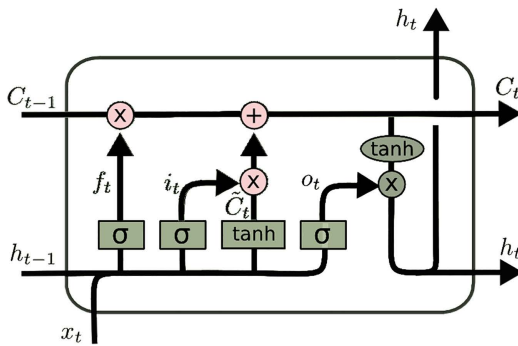 h_t
C_{t-1} x + C_t
tanh
f_t i_t x o_t x
C̃_t
σ σ tanh σ
h_{t-1} h_t
x_t